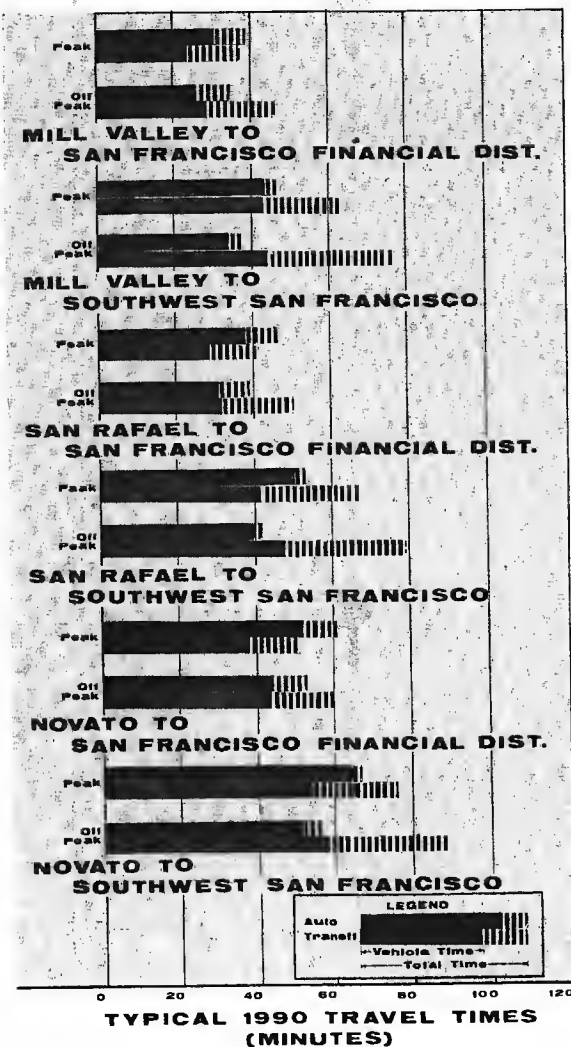 Peak
Off
Peak
MILL VALLEY TO
SAN FRANCISCO FINANCIAL DIST.
Peak
Off
Peak
MILL VALLEY TO
SOUTHWEST SAN FRANCISCO
Peak
Off
Peak
SAN RAFAEL TO
SAN FRANCISCO FINANCIAL DIST.
Peak
Off
Peak
SAN RAFAEL TO
SOUTHWEST SAN FRANCISCO
Peak
Off
Peak
NOVATO TO
SAN FRANCISCO FINANCIAL DIST.
Peak
Off
Peak
NOVATO TO
SOUTHWEST SAN FRANCISCO
LEGEND
Auto
Transit
Vehicle Time
Total Time
0 20 40 60 80 100 120
TYPICAL 1990 TRAVEL TIMES
(MINUTES)